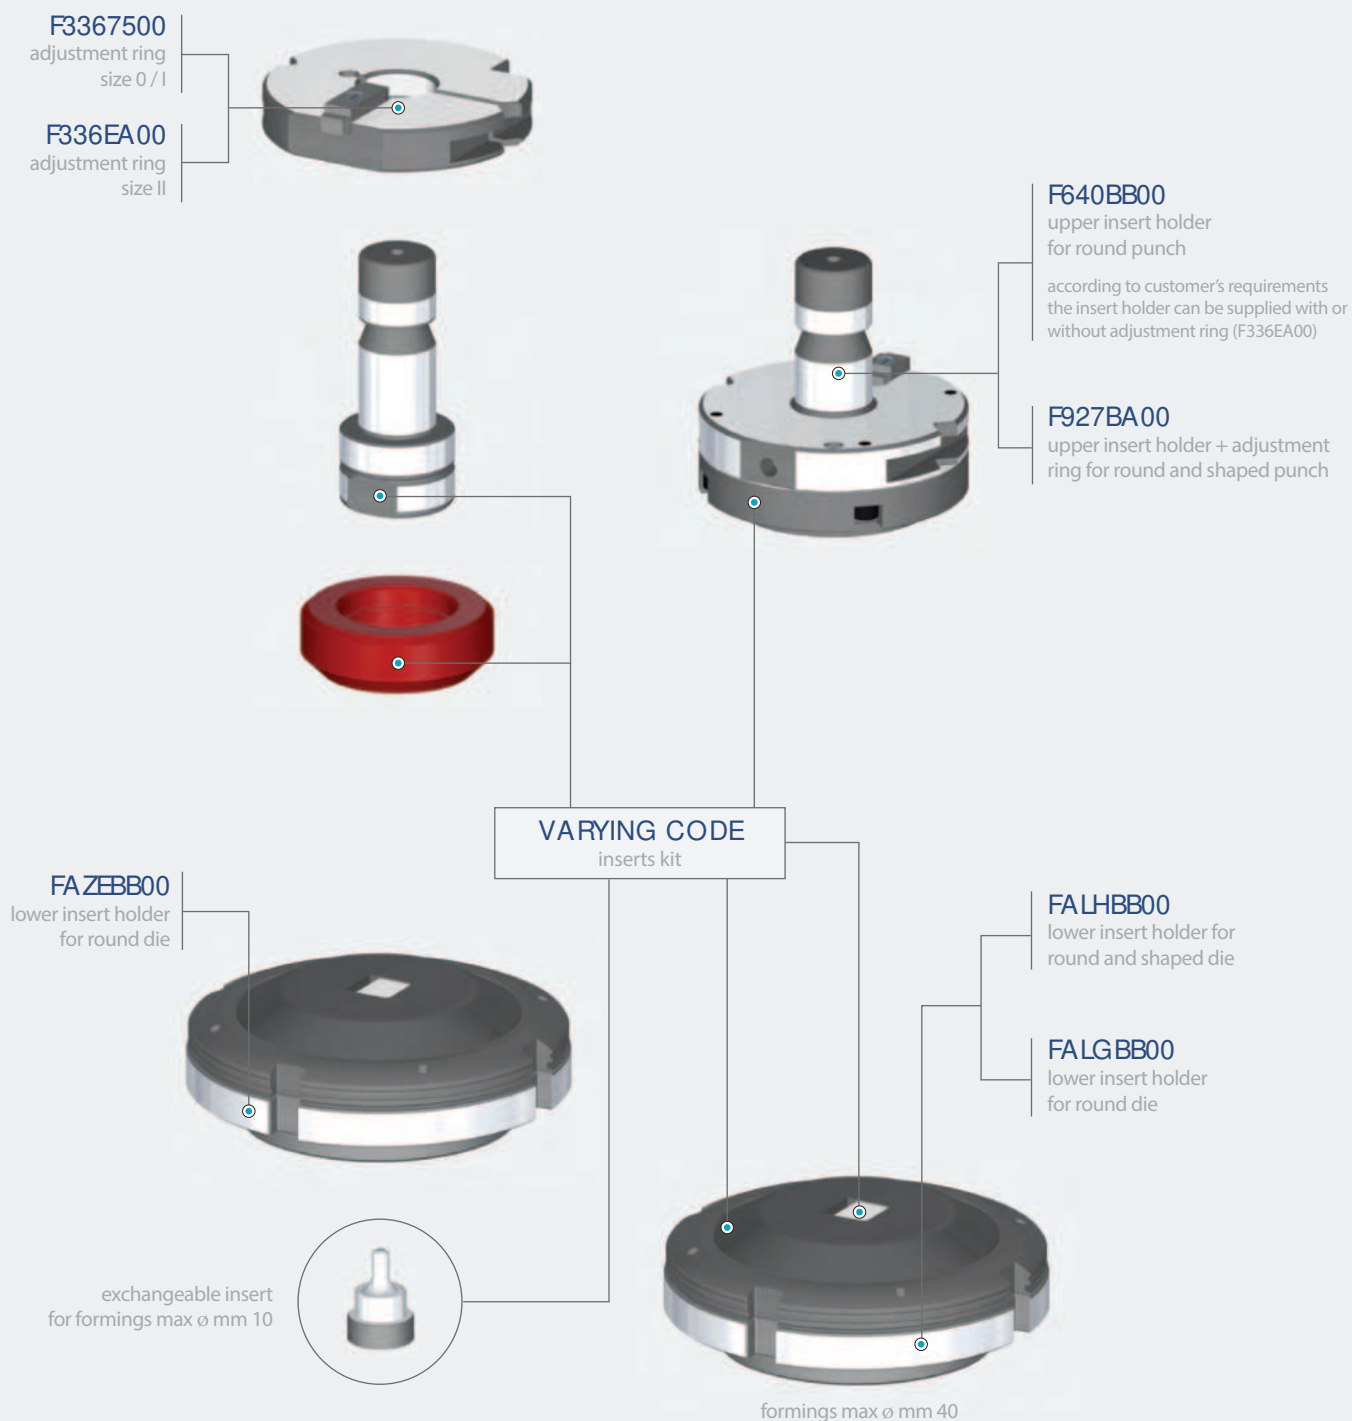 F3367500
adjustment ring
size 0 / I
F336EA00
adjustment ring
size II
F640BB00
upper insert holder
for round punch
according to customer's requirements
the insert holder can be supplied with or
without adjustment ring (F336EA00)
F927BA00
upper insert holder + adjustment
ring for round and shaped punch
VARYING CODE
inserts kit
FAZEBB00
lower insert holder
for round die
FALHBB00
lower insert holder for
round and shaped die
FALGBB00
lower insert holder
for round die
exchangeable insert
for formings max ø mm 10
formings max ø mm 40